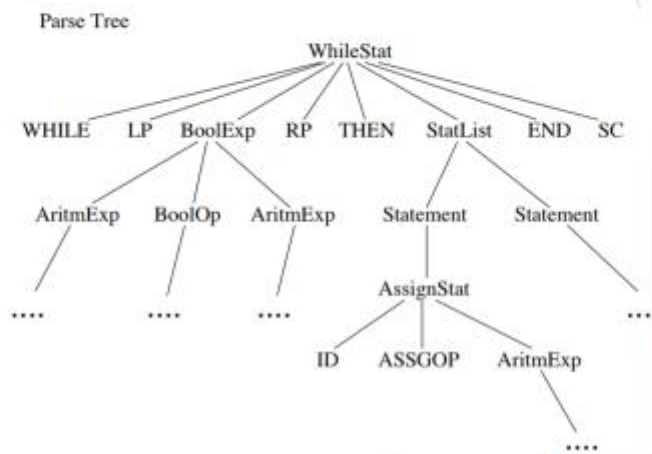 Parse Tree
WhileStat
WHILE LP BoolExp RP THEN StatList END SC
AritmExp BoolOp AritmExp Statement Statement
AssignStat
.... .... .... ...
ID ASSGOP AritmExp
....